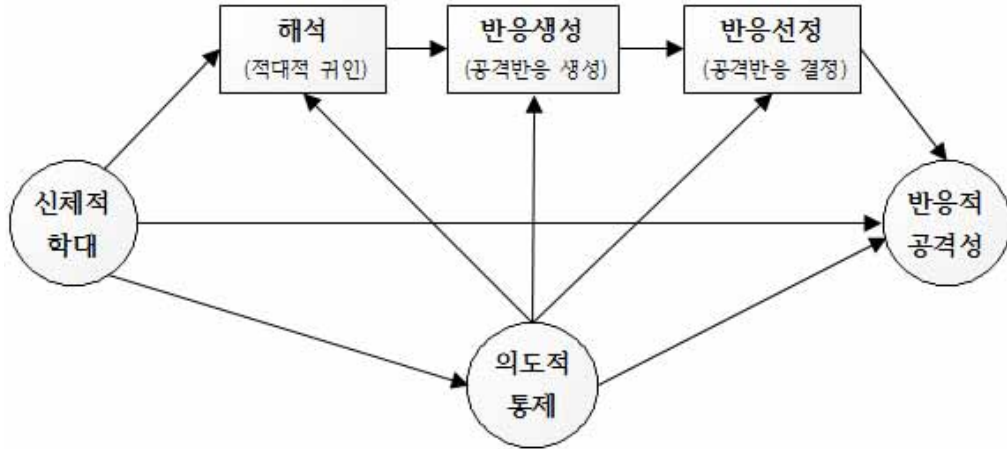 해석
(적대적 귀인)
반응생성
(공격반응 생성)
반응선정
(공격반응 결정)
신체적
학대
반응적
공격성
의도적
통제